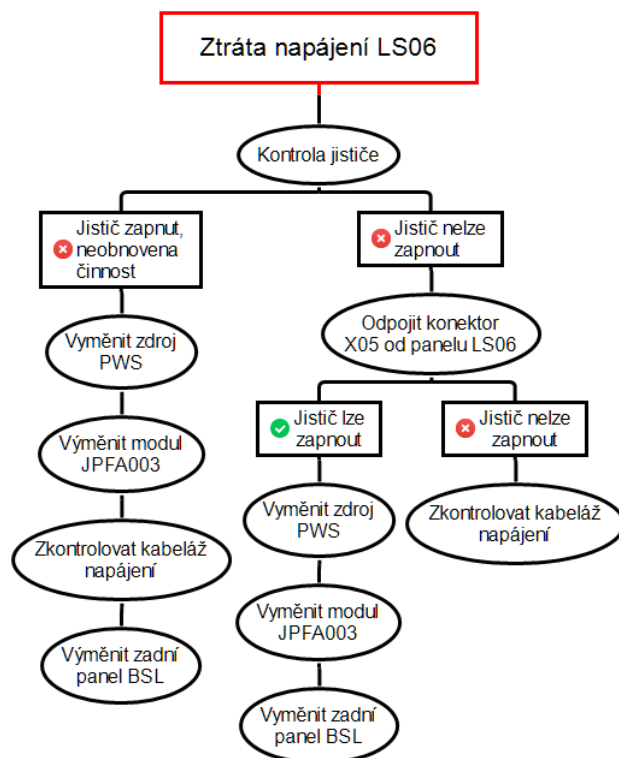 Ztráta napájení LS06
Kontrola jističe
Jistič zapnut,
neobnovena
činnost
Jistič nelze
zapnout
Vyměnit zdroj
PWS
Odpojit konektor
X05 od panelu LS06
Výměnit modul
JPFA003
Jistič lze
zapnout
Jistič nelze
zapnout
Zkontrolovat kabeláž
napájení
Vyměnit zdroj
PWS
Zkontrolovat kabeláž
napájení
Výměnit zadní
panel BSL
Vyměnit modul
JPFA003
Vyměnit zadní
panel BSL